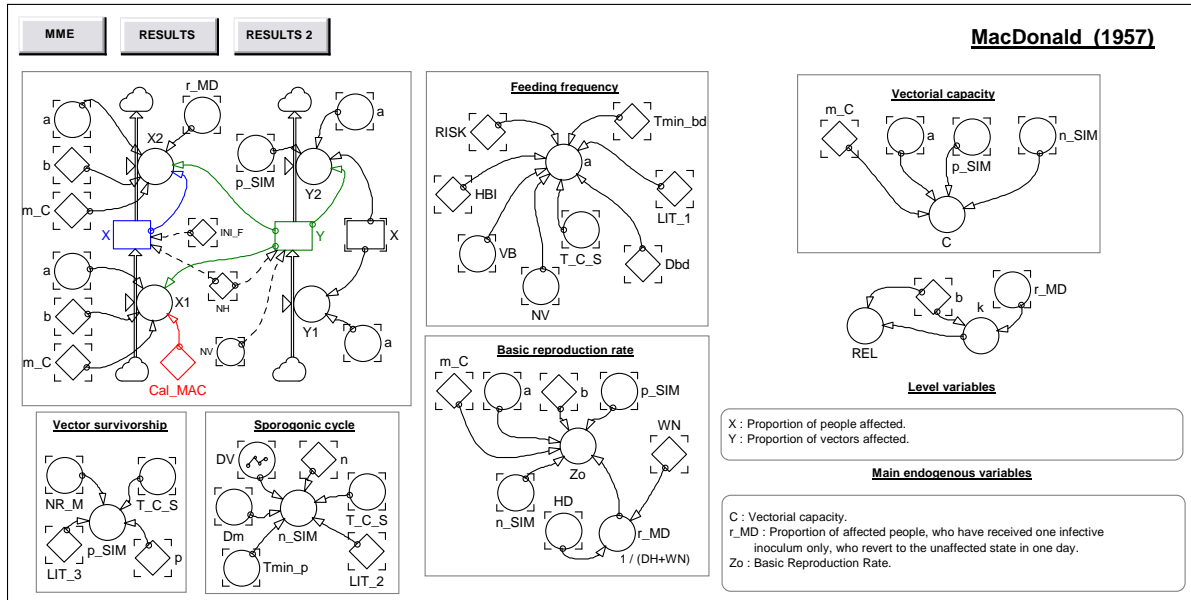 MME
RESULTS
RESULTS 2
MacDonald (1957)
r_MD
a
X2
b
m_C
X
INI_F
a
NH
X1
b
m_C
NV
Cal_MAC
a
p_SIM
Y2
Y
X
Y1
a
Feeding frequency
RISK
Tmin_bd
a
HBI
LIT_1
VB
T_C_S
Dbd
NV
Vectorial capacity
m_C
a
p_SIM
n_SIM
C
b
r_MD
k
REL
Vector survivorship
NR_M
T_C_S
p_SIM
LIT_3
p
Sporogonic cycle
DV
n
T_C_S
Dm
n_SIM
Tmin_p
LIT_2
Basic reproduction rate
m_C
a
b
p_SIM
WN
Zo
n_SIM
HD
r_MD
1 / (DH+WN)
Level variables
X : Proportion of people affected.
Y : Proportion of vectors affected.
Main endogenous variables
C : Vectorial capacity.
r_MD : Proportion of affected people, who have received one infective
inoculum only, who revert to the unaffected state in one day.
Zo : Basic Reproduction Rate.